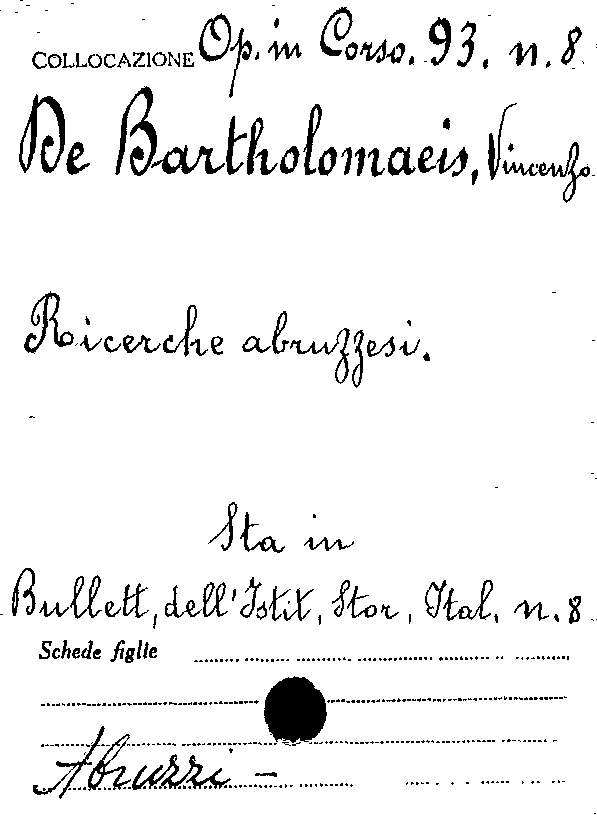 COLLOCAZIONE Op. in Corso. 93. n. 8
De Bartholomaeis, Vincenzo
Ricerche abruzzesi.
Sta in
Bullett, dell'Istit, Stor, Ital, n. 8
Schede figlie
Abruzzi -